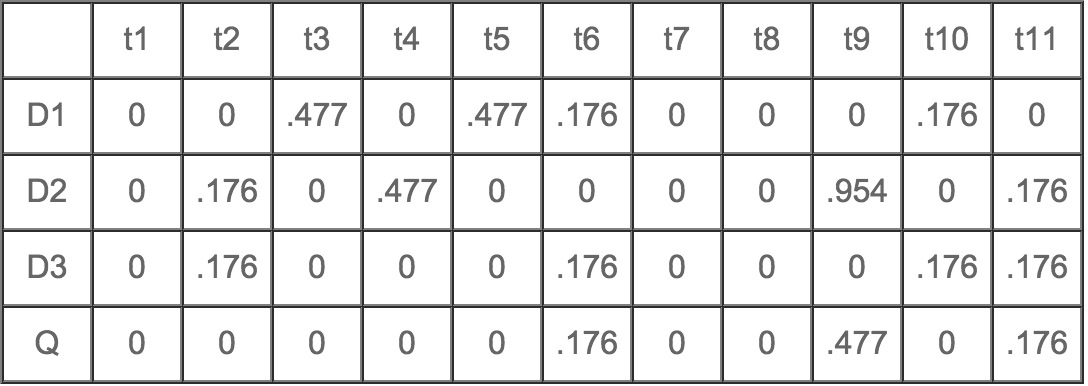 t1 t2 t3 t4 t5 t6 t7 t8 t9 t10 t11
D1 0 0 .477 0 .477 .176 0 0 0 .176 0
D2 0 .176 0 .477 0 0 0 0 .954 0 .176
D3 0 .176 0 0 0 .176 0 0 0 .176 .176
Q 0 0 0 0 0 .176 0 0 .477 0 .176